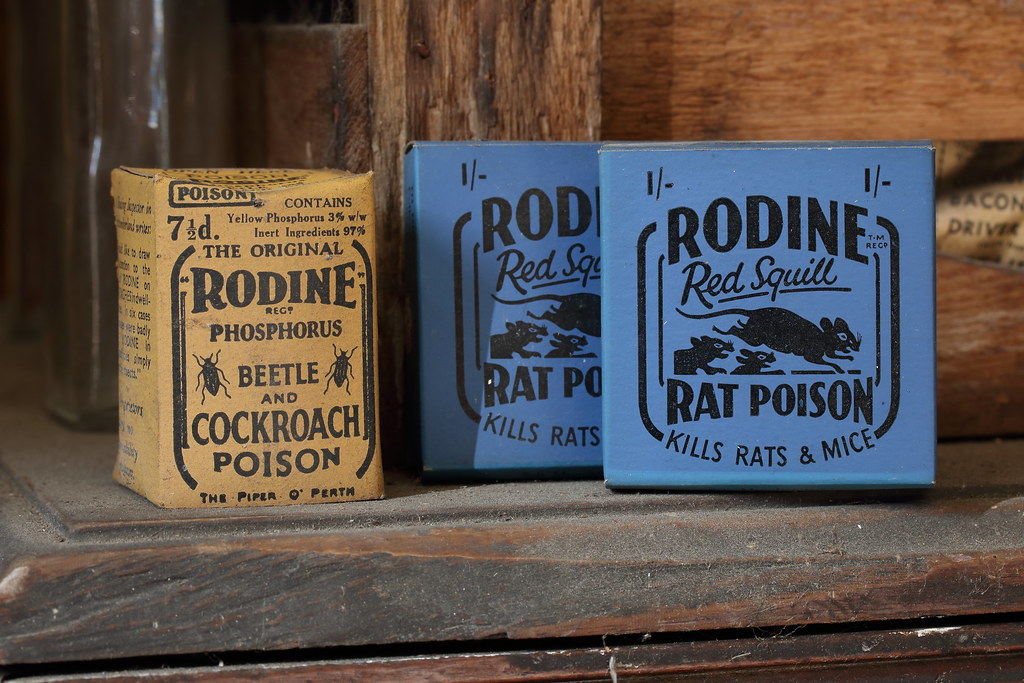 POISON
7½d.
CONTAINS
Yellow Phosphorus 3% w/w
Inert Ingredients 97%
THE ORIGINAL
"RODINE"
REGD
PHOSPHORUS
BEETLE
AND
COCKROACH
POISON
THE PIPER O' PERTH
1/-
RODI
Red Squ
RAT PO
KILLS RATS
1/- 1/-
RODINE
T.M
REGD
Red Squill
RAT POISON
KILLS RATS & MICE
BACON
DRIVER